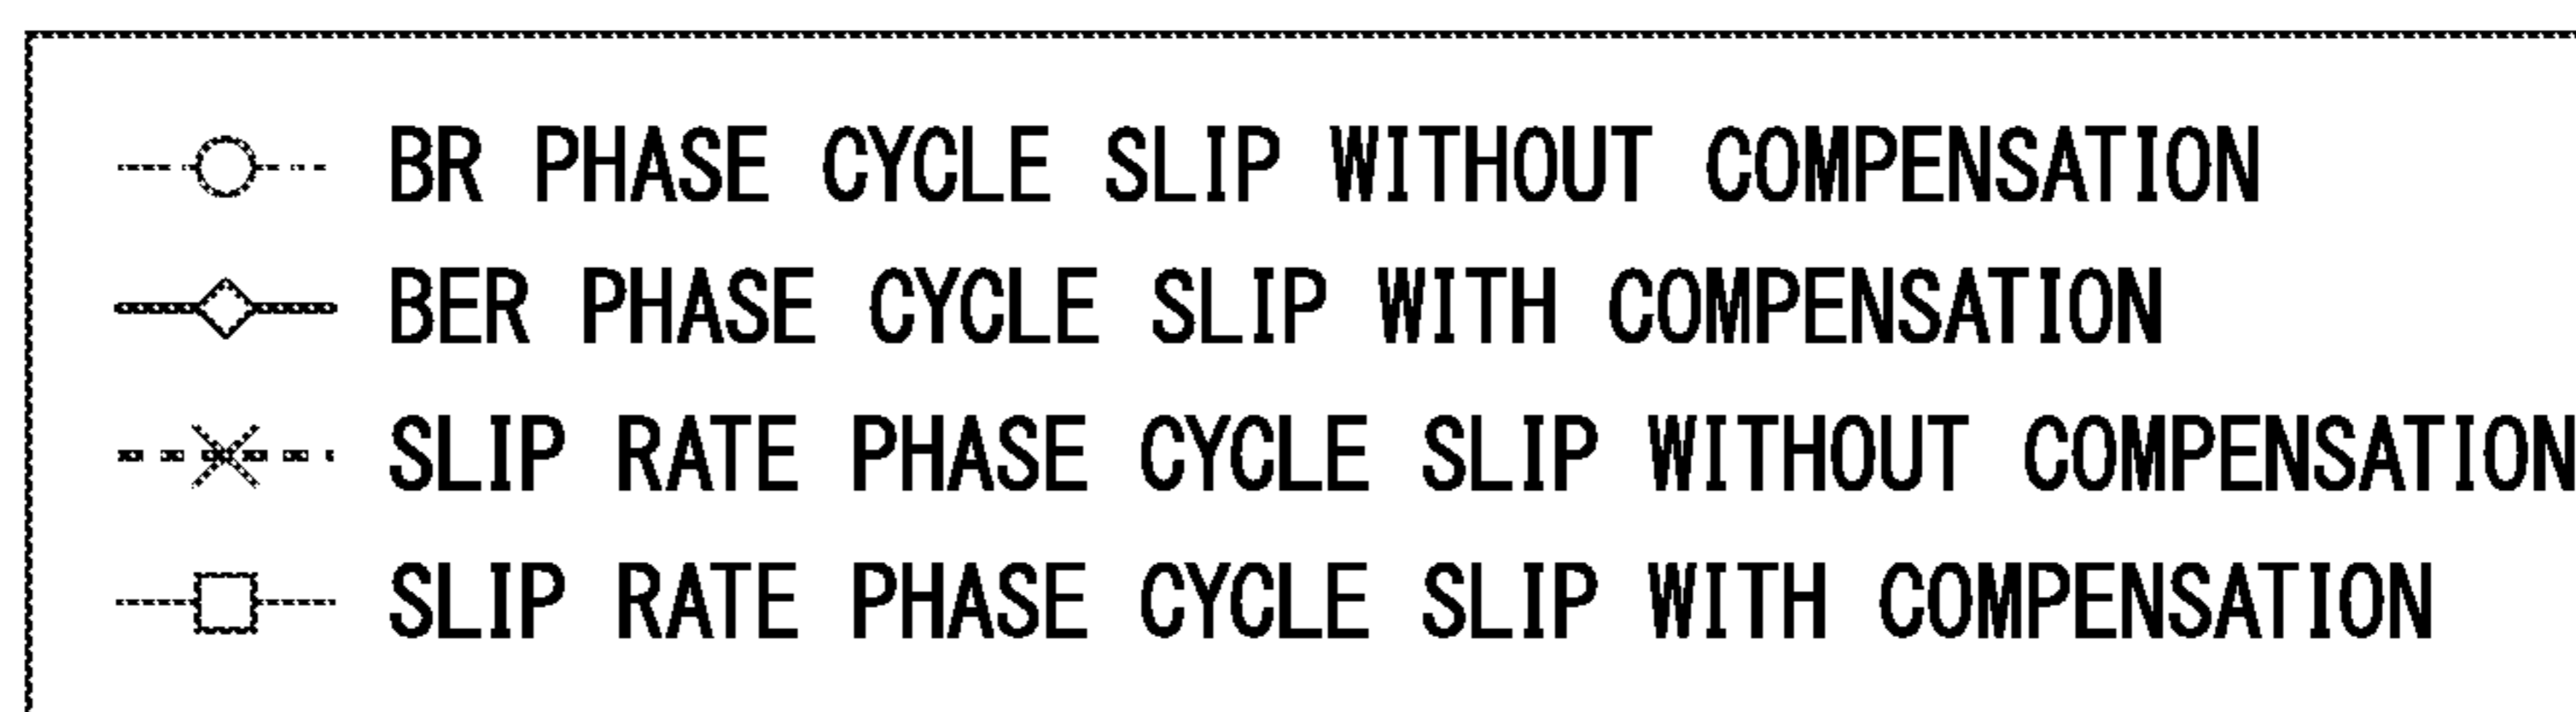 BR PHASE CYCLE SLIP WITHOUT COMPENSATION
BER PHASE CYCLE SLIP WITH COMPENSATION
SLIP RATE PHASE CYCLE SLIP WITHOUT COMPENSATION
SLIP RATE PHASE CYCLE SLIP WITH COMPENSATION